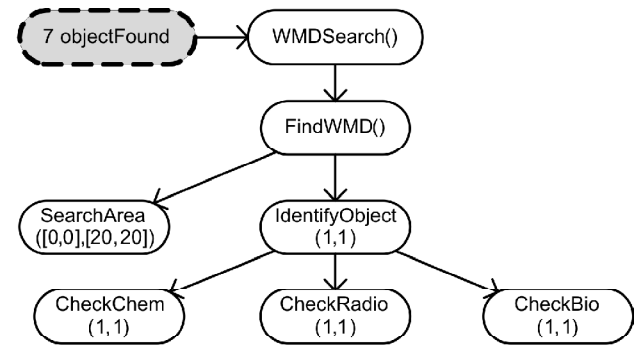 7 objectFound
WMDSearch()
FindWMD()
SearchArea
([0,0],[20,20])
IdentifyObject
(1,1)
CheckChem
(1,1)
CheckRadio
(1,1)
CheckBio
(1,1)